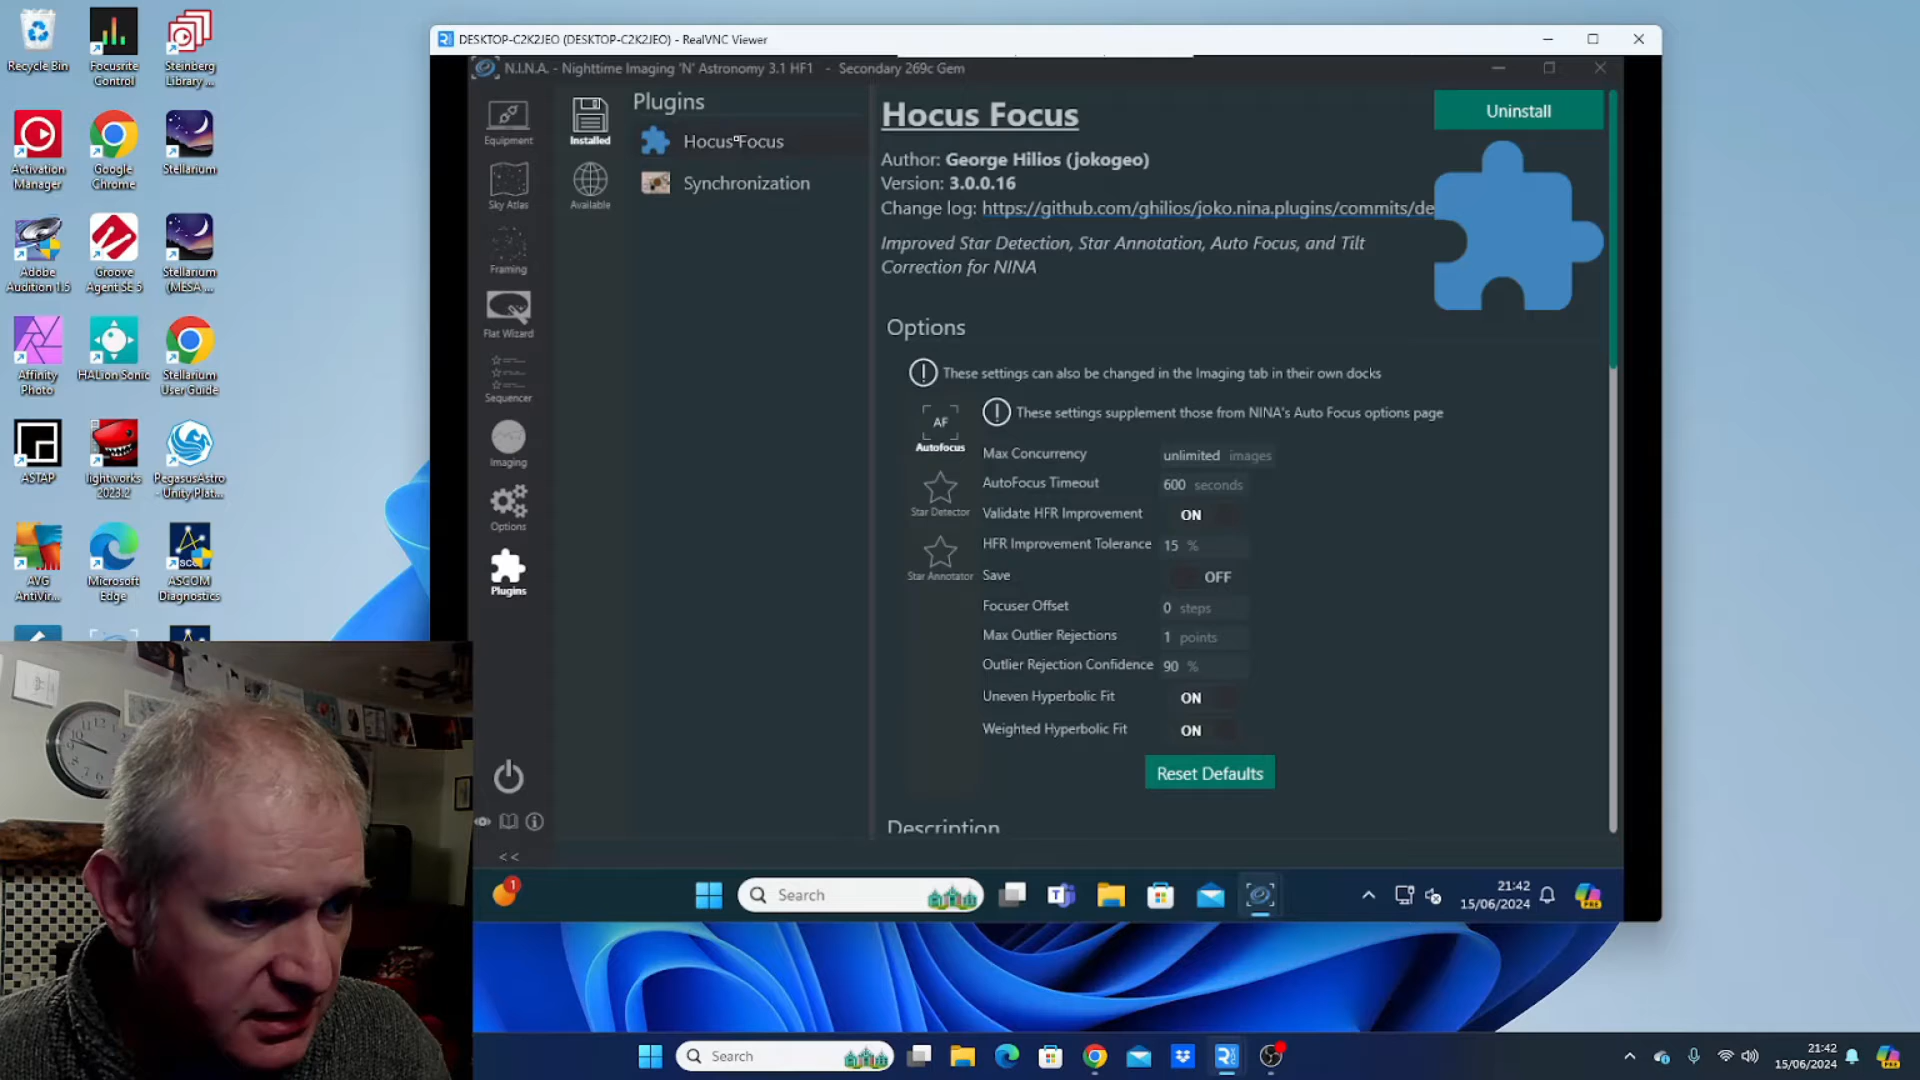 DESKTOP-C2K2JEO (DESKTOP-C2K2JEO) - RealVNC Viewer
N.I.N.A. - Nighttime Imaging 'N' Astronomy 3.1 HF1 - Secondary 269c Gem
Recycle Bin
Focusrite Control
Steinberg Library ...
Activation Manager
Google Chrome
Stellarium
Adobe Audition 1.5
Groove Agent SE 5
Stellarium (MESA ...
Affinity Photo
HALion Sonic
Stellarium User Guide
ASTAP
lightworks 2023.2
PegasusAstro - Unity Plat...
AVG AntiVir...
Microsoft Edge
ASCOM Diagnostics
Equipment
Sky Atlas
Framing
Flat Wizard
Sequencer
Imaging
Options
Plugins
<<
Installed
Available
Plugins
Hocus Focus
Synchronization
Hocus Focus
Uninstall
Author: George Hilios (jokogeo)
Version: 3.0.0.16
Change log: https://github.com/ghilios/joko.nina.plugins/commits/de
Improved Star Detection, Star Annotation, Auto Focus, and Tilt
Correction for NINA
Options
These settings can also be changed in the Imaging tab in their own docks
AF
Autofocus
Star Detector
Star Annotator
These settings supplement those from NINA's Auto Focus options page
Max Concurrency unlimited images
AutoFocus Timeout 600 seconds
Validate HFR Improvement ON
HFR Improvement Tolerance 15 %
Save OFF
Focuser Offset 0 steps
Max Outlier Rejections 1 points
Outlier Rejection Confidence 90 %
Uneven Hyperbolic Fit ON
Weighted Hyperbolic Fit ON
Reset Defaults
Description
1
Search
21:42
15/06/2024
PRE
Search
21:42
15/06/2024
PRE